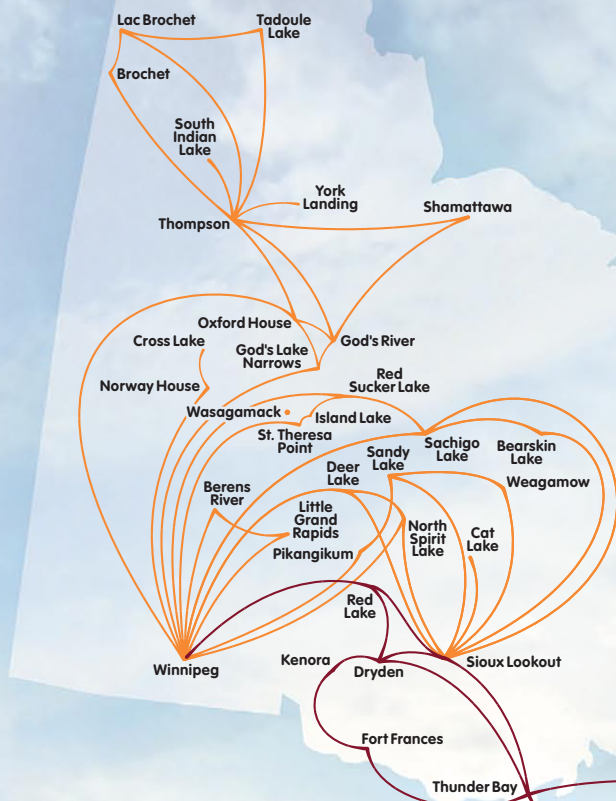 Lac Brochet
Tadoule
Lake
Brochet
South
Indian
Lake
York
Landing
Thompson
Shamattawa
Oxford House
Cross Lake
God's River
God's Lake
Narrows
Norway House
Red
Sucker Lake
Wasagamack
Island Lake
St. Theresa
Point
Sachigo
Lake
Bearskin
Lake
Sandy
Lake
Deer
Lake
Weagamow
Berens
River
Little
Grand
Rapids
North
Spirit
Lake
Cat
Lake
Pikangikum
Red
Lake
Winnipeg
Kenora
Dryden
Sioux Lookout
Fort Frances
Thunder Bay